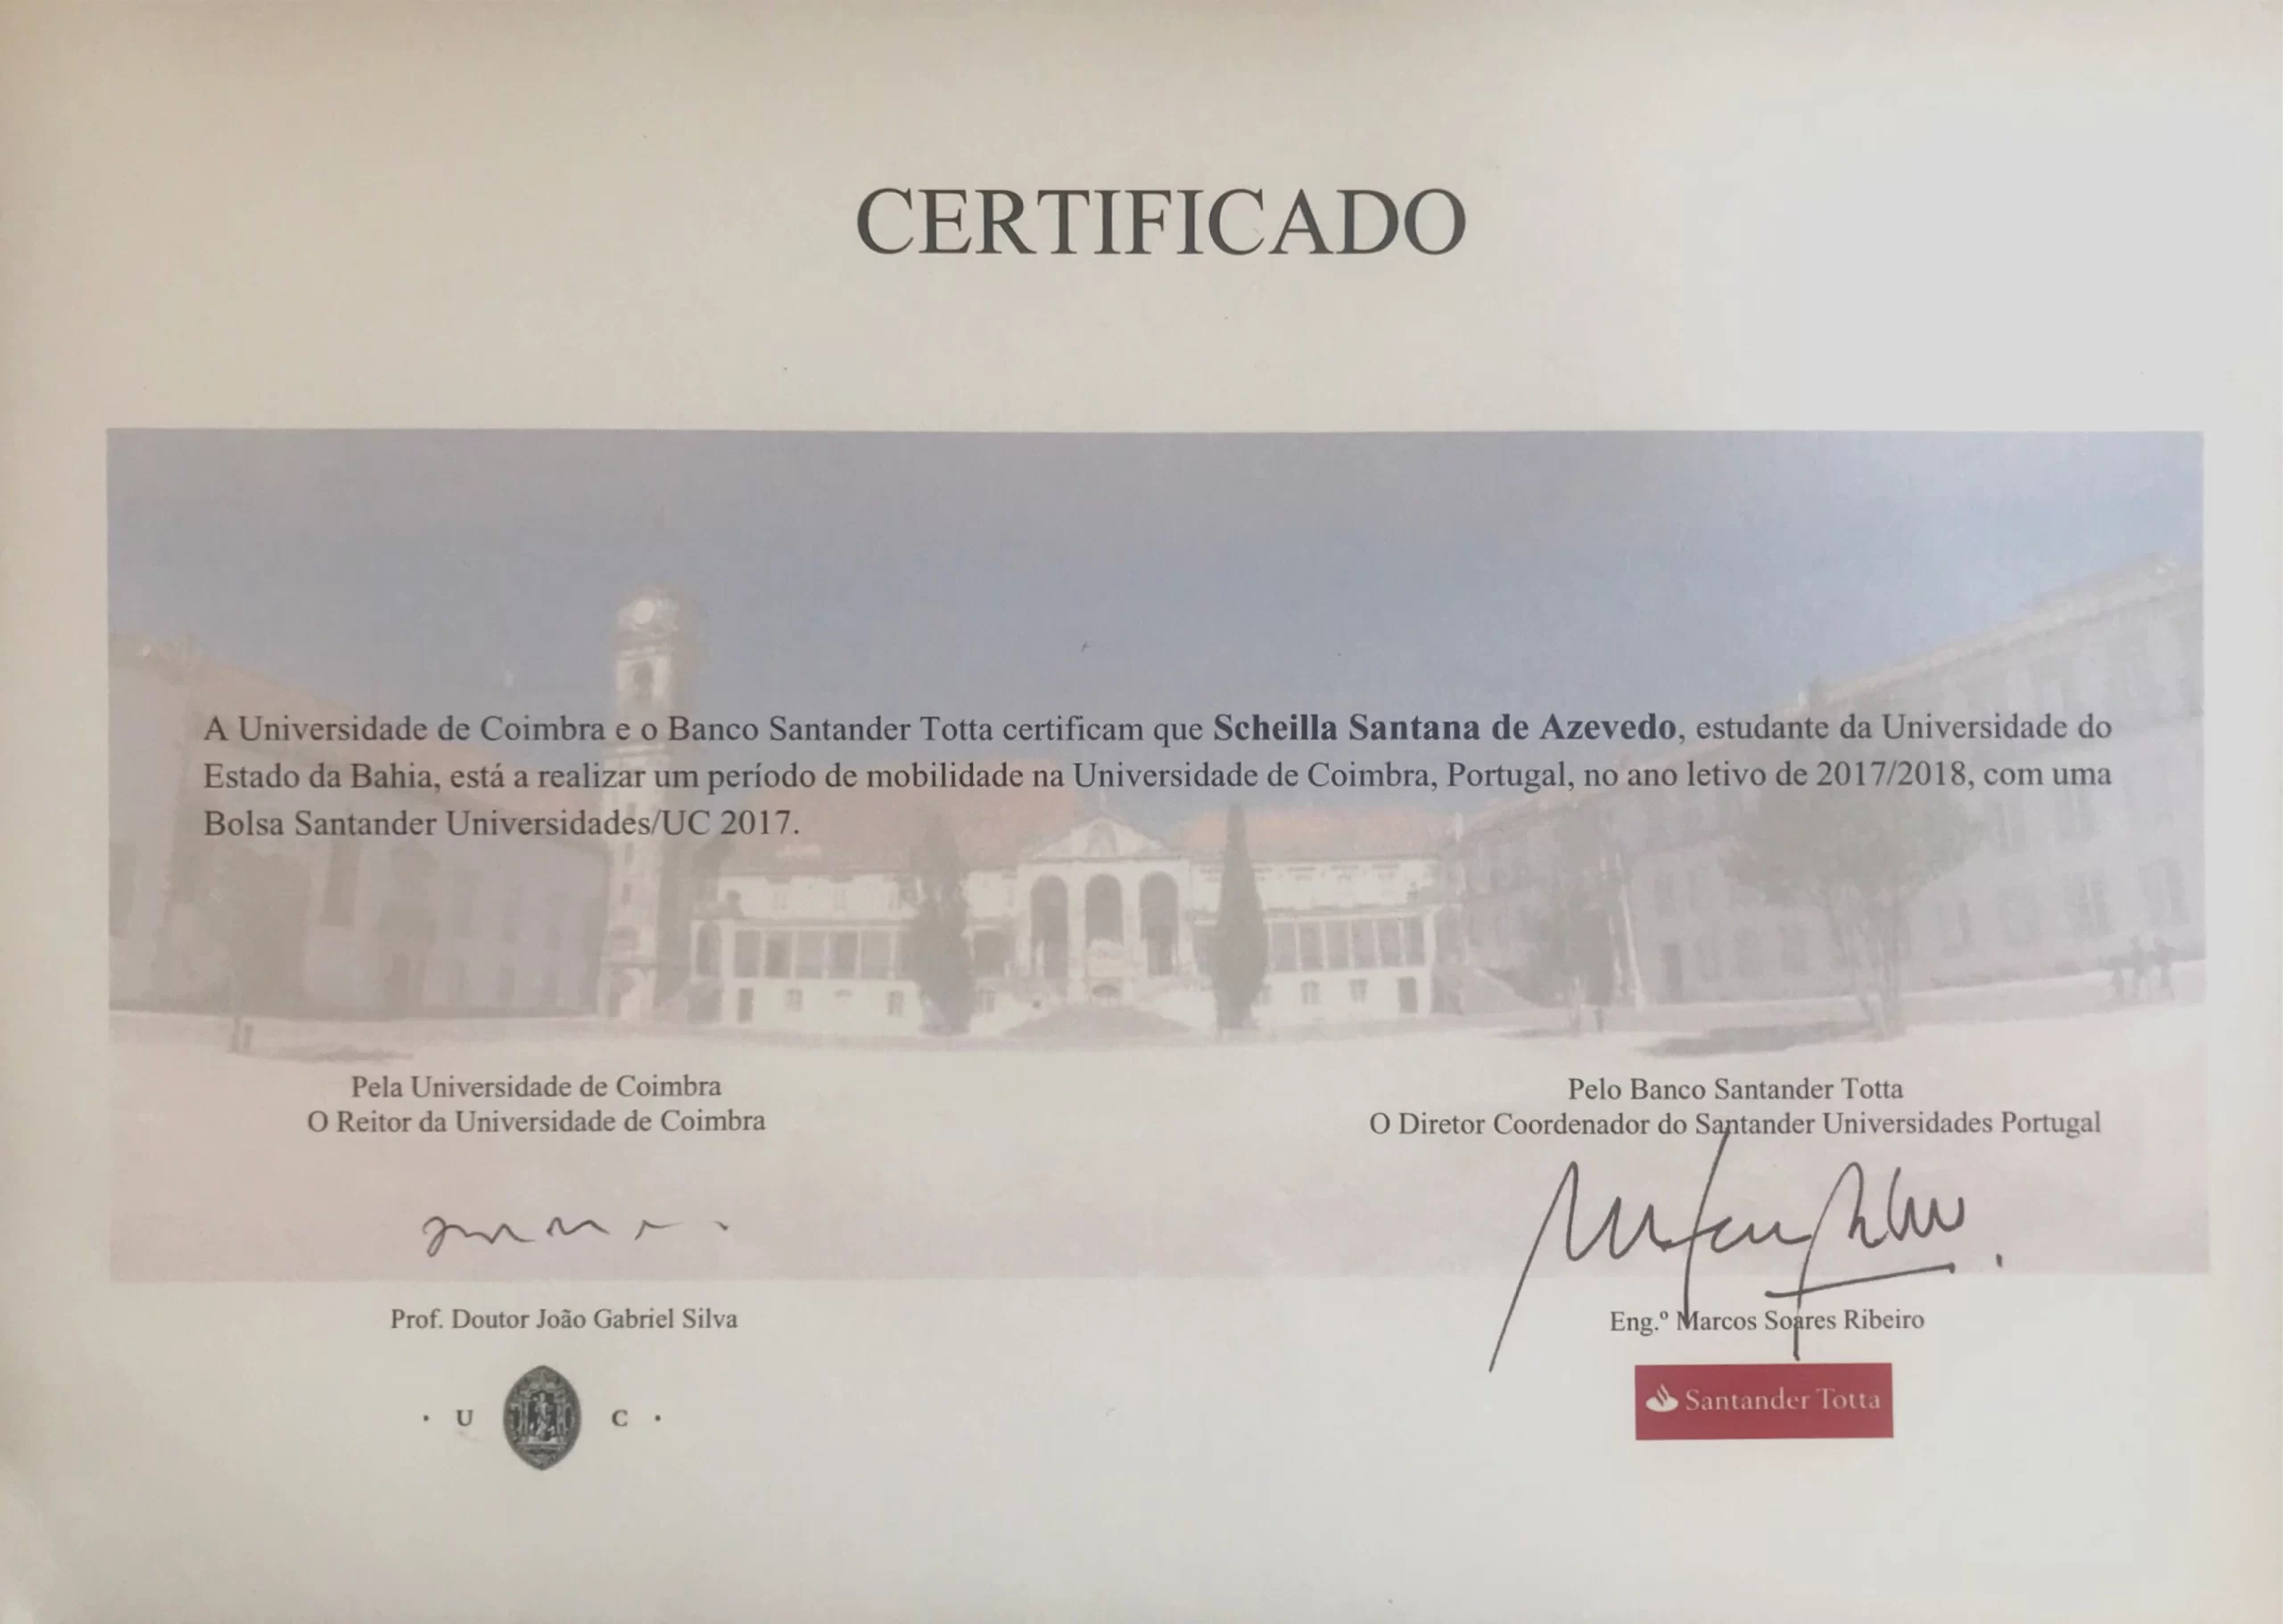 CERTIFICADO
A Universidade de Coimbra e o Banco Santander Totta certificam que Scheilla Santana de Azevedo, estudante da Universidade do
Estado da Bahia, está a realizar um período de mobilidade na Universidade de Coimbra, Portugal, no ano letivo de 2017/2018, com uma
Bolsa Santander Universidades/UC 2017.
Pela Universidade de Coimbra
O Reitor da Universidade de Coimbra
Prof. Doutor João Gabriel Silva
· U C ·
Pelo Banco Santander Totta
O Diretor Coordenador do Santander Universidades Portugal
Eng.º Marcos Soares Ribeiro
Santander Totta